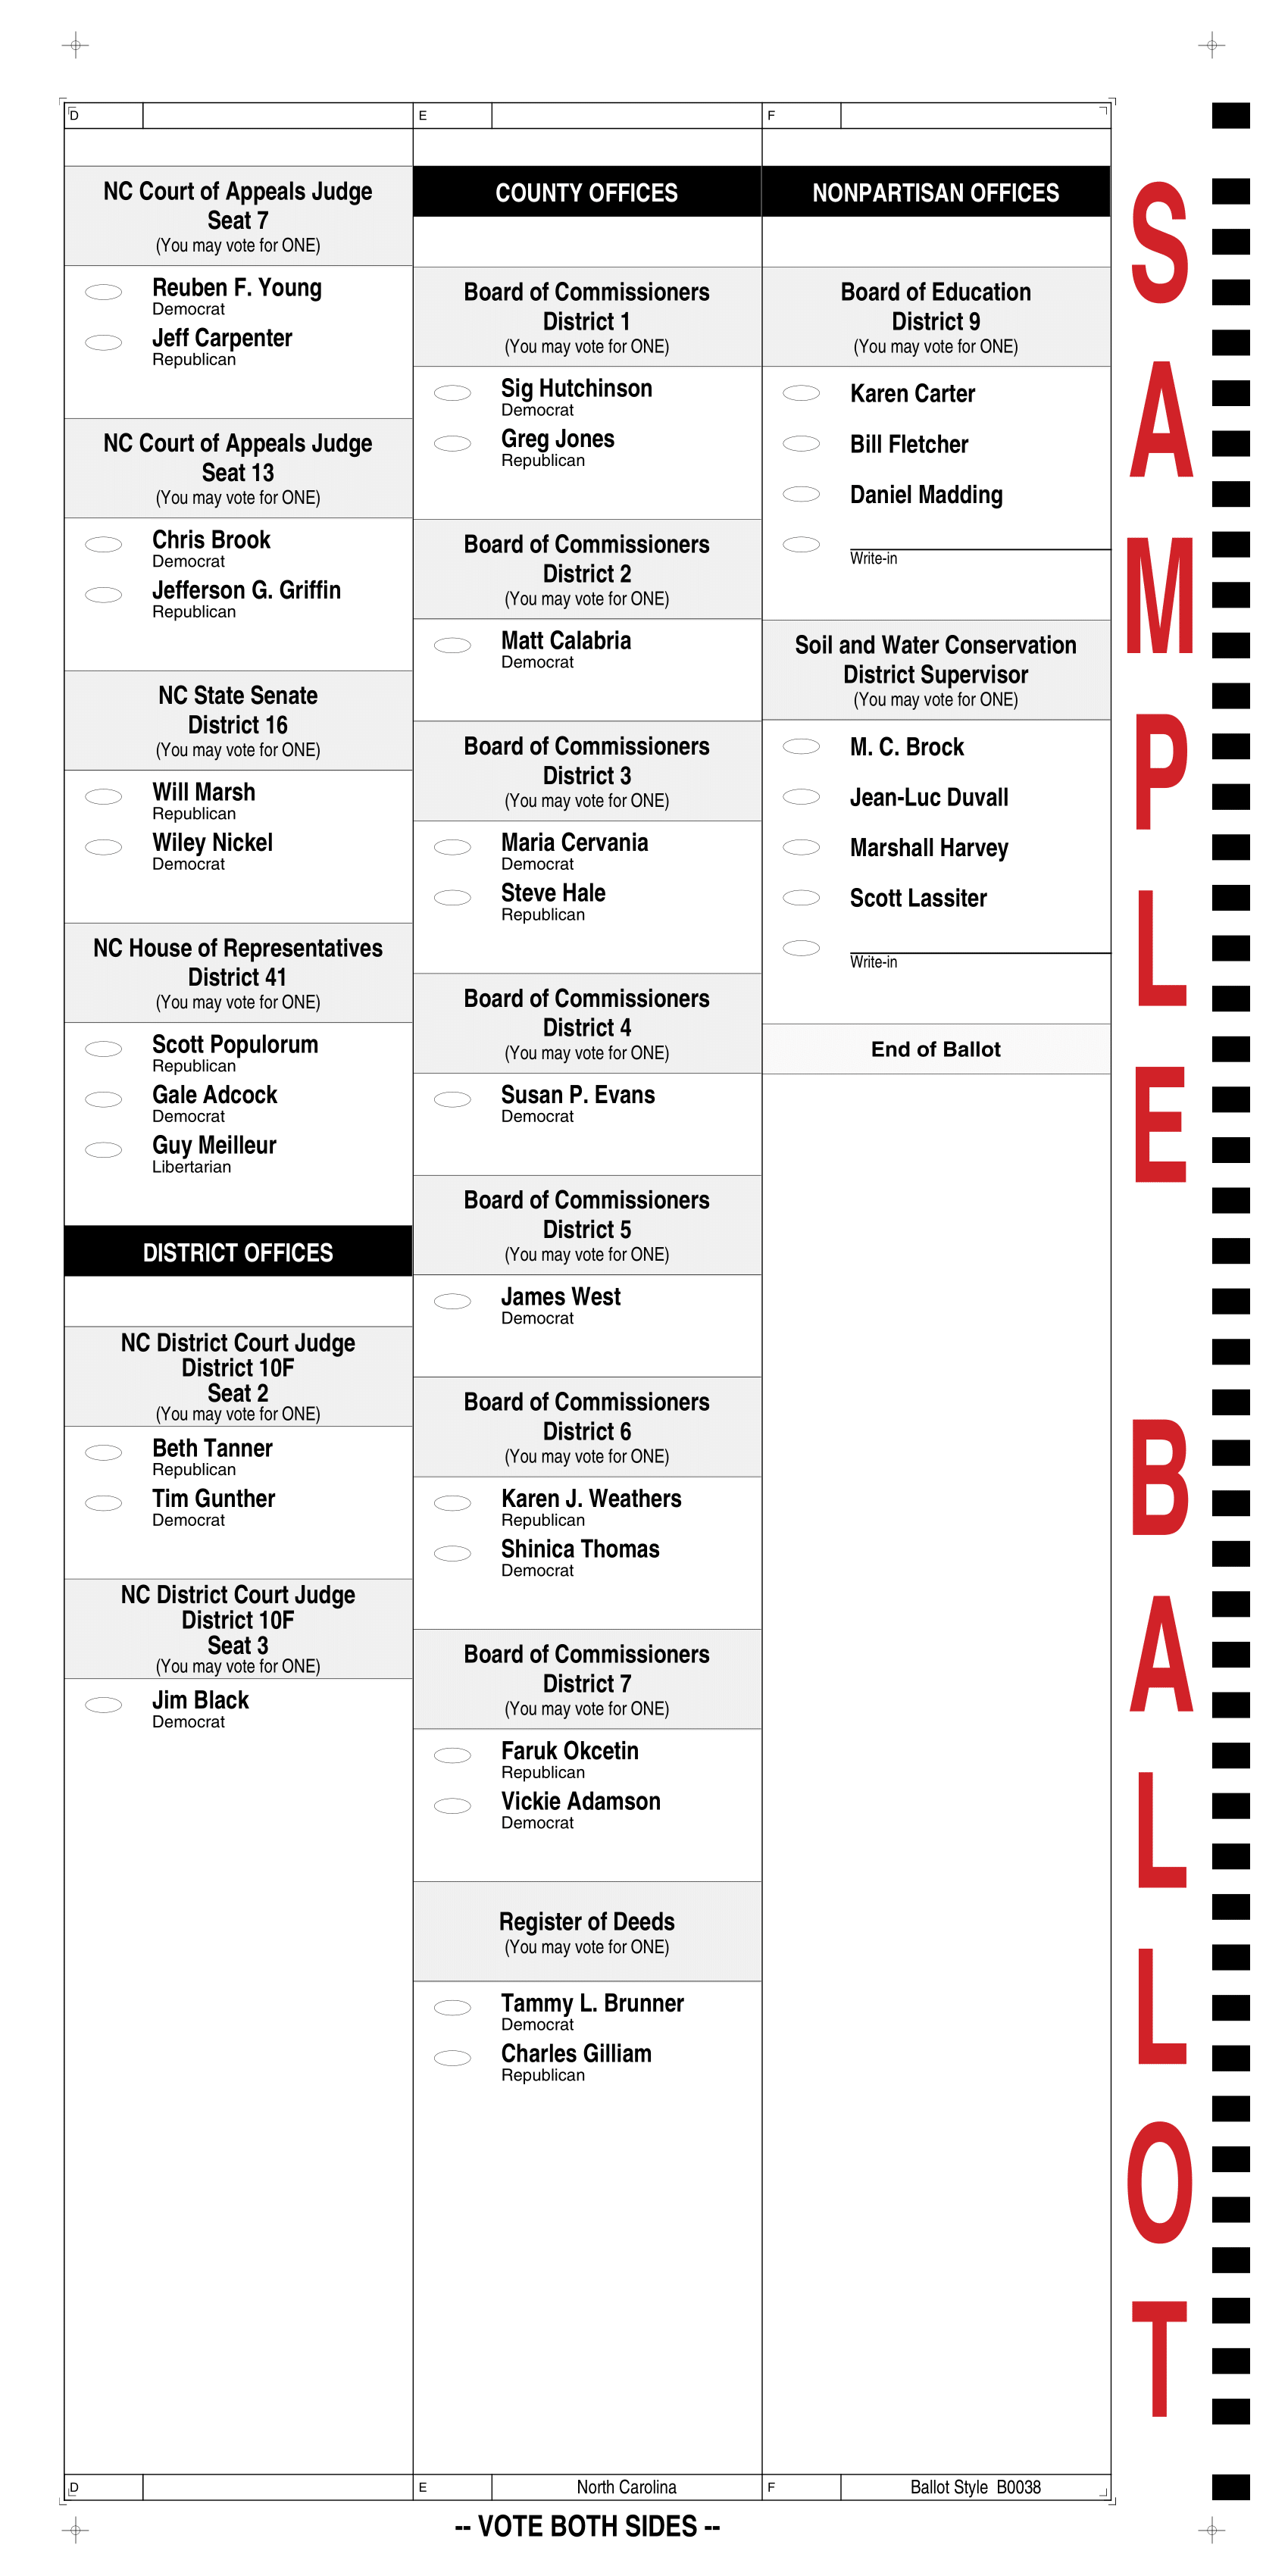 D
NC Court of Appeals Judge
Seat 7
(You may vote for ONE)
Reuben F. Young
Democrat
Jeff Carpenter
Republican
NC Court of Appeals Judge
Seat 13
(You may vote for ONE)
Chris Brook
Democrat
Jefferson G. Griffin
Republican
NC State Senate
District 16
(You may vote for ONE)
Will Marsh
Republican
Wiley Nickel
Democrat
NC House of Representatives
District 41
(You may vote for ONE)
Scott Populorum
Republican
Gale Adcock
Democrat
Guy Meilleur
Libertarian
DISTRICT OFFICES
NC District Court Judge
District 10F
Seat 2
(You may vote for ONE)
Beth Tanner
Republican
Tim Gunther
Democrat
NC District Court Judge
District 10F
Seat 3
(You may vote for ONE)
Jim Black
Democrat
D
E
COUNTY OFFICES
Board of Commissioners
District 1
(You may vote for ONE)
Sig Hutchinson
Democrat
Greg Jones
Republican
Board of Commissioners
District 2
(You may vote for ONE)
Matt Calabria
Democrat
Board of Commissioners
District 3
(You may vote for ONE)
Maria Cervania
Democrat
Steve Hale
Republican
Board of Commissioners
District 4
(You may vote for ONE)
Susan P. Evans
Democrat
Board of Commissioners
District 5
(You may vote for ONE)
James West
Democrat
Board of Commissioners
District 6
(You may vote for ONE)
Karen J. Weathers
Republican
Shinica Thomas
Democrat
Board of Commissioners
District 7
(You may vote for ONE)
Faruk Okcetin
Republican
Vickie Adamson
Democrat
Register of Deeds
(You may vote for ONE)
Tammy L. Brunner
Democrat
Charles Gilliam
Republican
E
North Carolina
F
NONPARTISAN OFFICES
Board of Education
District 9
(You may vote for ONE)
Karen Carter
Bill Fletcher
Daniel Madding
Write-in
Soil and Water Conservation
District Supervisor
(You may vote for ONE)
M. C. Brock
Jean-Luc Duvall
Marshall Harvey
Scott Lassiter
Write-in
End of Ballot
F
Ballot Style B0038
SAMPLE BALLOT
-- VOTE BOTH SIDES --